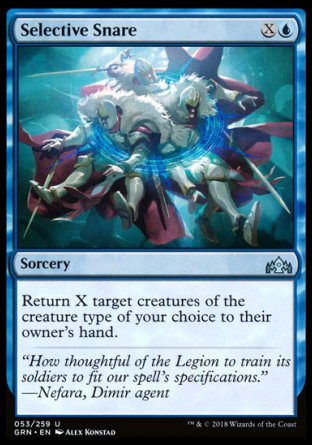 Selective Snare X
Sorcery
Return X target creatures of the
creature type of your choice to their
owner's hand.
"How thoughtful of the Legion to train its
soldiers to fit our spell's specifications."
—Nefara, Dimir agent
053/259 U
GRN • EN ALEX KONSTAD
™ & © 2018 Wizards of the Coast